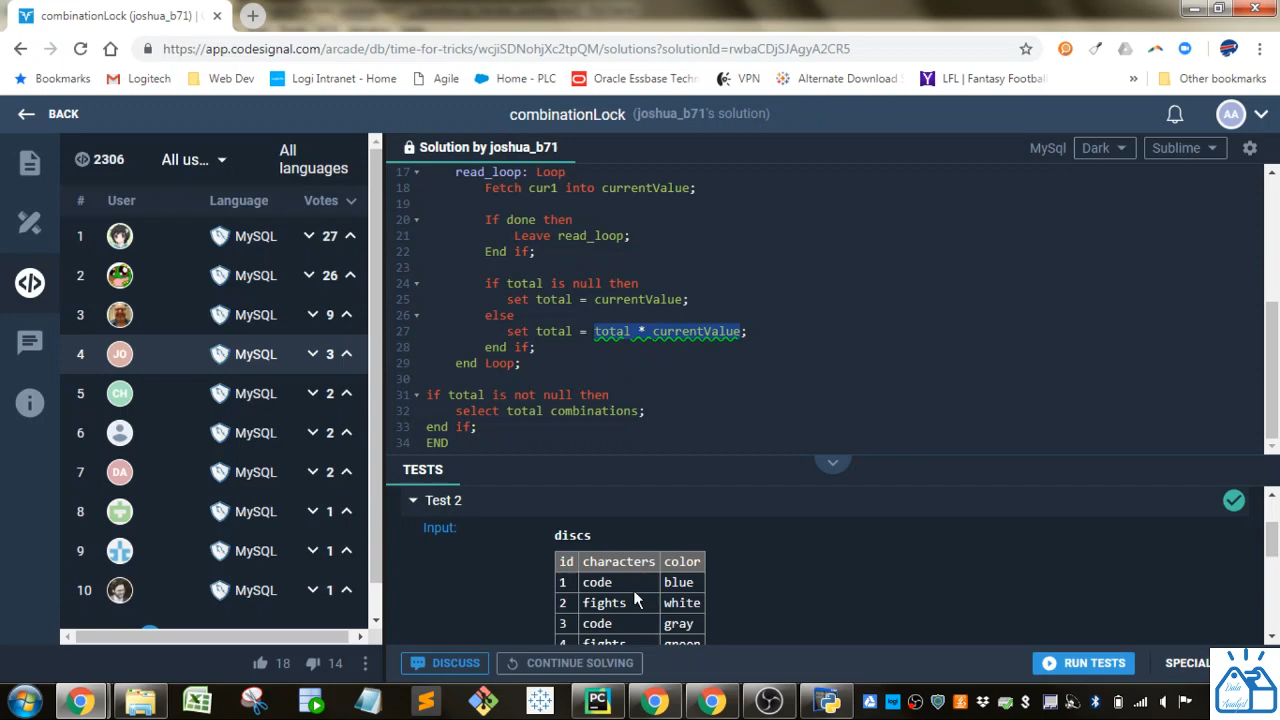 combinationLock (joshua_b71) | C
https://app.codesignal.com/arcade/db/time-for-tricks/wcjiSDNohjXc2tpQM/solutions?solutionId=rwbaCDjSJAgyA2CR5
Bookmarks Logitech Web Dev Logi Intranet - Home Agile Home - PLC Oracle Essbase Techn VPN Alternate Download S LFL | Fantasy Football » Other bookmarks
BACK combinationLock (joshua_b71's solution) AA
2306 All us... All languages
Solution by joshua_b71 MySql Dark Sublime
# User Language Votes
1 MySQL 27
2 MySQL 26
3 MySQL 9
4 JO MySQL 3
5 CH MySQL 2
6 MySQL 2
7 DA MySQL 2
8 MySQL 1
9 MySQL 1
10 MySQL 1
18 14
17 read_loop: Loop
18 Fetch cur1 into currentValue;
19
20 If done then
21 Leave read_loop;
22 End if;
23
24 if total is null then
25 set total = currentValue;
26 else
27 set total = total * currentValue;
28 end if;
29 end Loop;
30
31 if total is not null then
32 select total combinations;
33 end if;
34 END
TESTS
Test 2
Input:
discs
id characters color
1 code blue
2 fights white
3 code gray
4 fights green
DISCUSS CONTINUE SOLVING RUN TESTS SPECIAL
Data
Analyst